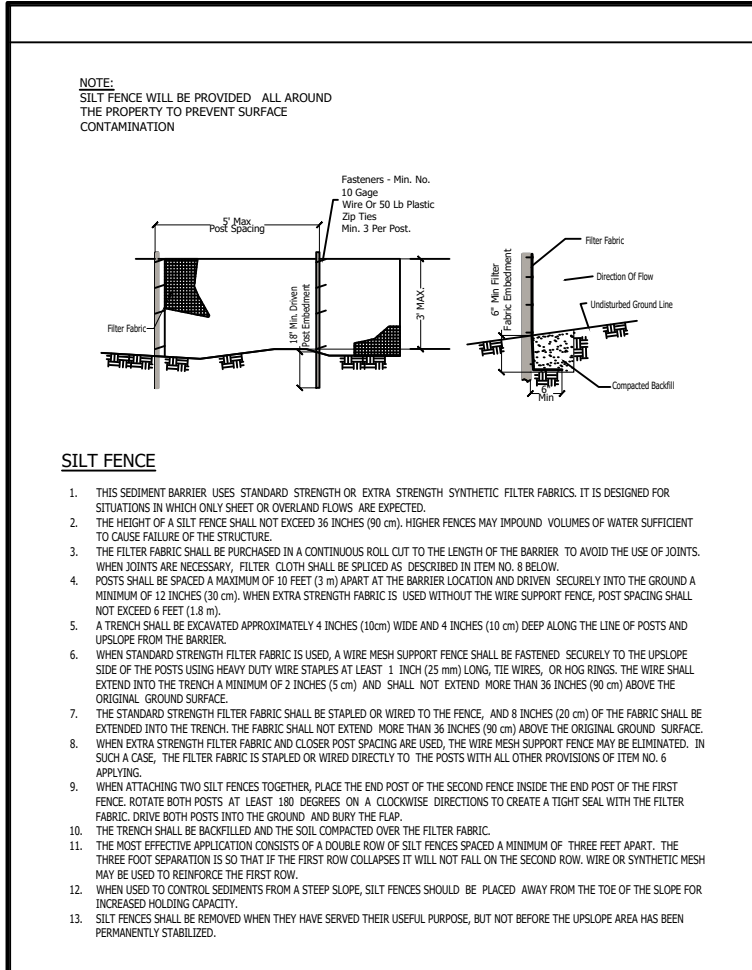 NOTE:
SILT FENCE WILL BE PROVIDED ALL AROUND
THE PROPERTY TO PREVENT SURFACE
CONTAMINATION
Fasteners - Min. No.
10 Gage
Wire Or 50 Lb Plastic
Zip Ties
Min. 3 Per Post.
5' Max
Post Spacing
Filter Fabric
18" Min. Driven
Post Embedment
3' MAX.
6" Min Filter
Fabric Embedment
Filter Fabric
Direction Of Flow
Undisturbed Ground Line
Compacted Backfill
6"
Min
SILT FENCE
1. THIS SEDIMENT BARRIER USES STANDARD STRENGTH OR EXTRA STRENGTH SYNTHETIC FILTER FABRICS. IT IS DESIGNED FOR
SITUATIONS IN WHICH ONLY SHEET OR OVERLAND FLOWS ARE EXPECTED.
2. THE HEIGHT OF A SILT FENCE SHALL NOT EXCEED 36 INCHES (90 cm). HIGHER FENCES MAY IMPOUND VOLUMES OF WATER SUFFICIENT
TO CAUSE FAILURE OF THE STRUCTURE.
3. THE FILTER FABRIC SHALL BE PURCHASED IN A CONTINUOUS ROLL CUT TO THE LENGTH OF THE BARRIER TO AVOID THE USE OF JOINTS.
WHEN JOINTS ARE NECESSARY, FILTER CLOTH SHALL BE SPLICED AS DESCRIBED IN ITEM NO. 8 BELOW.
4. POSTS SHALL BE SPACED A MAXIMUM OF 10 FEET (3 m) APART AT THE BARRIER LOCATION AND DRIVEN SECURELY INTO THE GROUND A
MINIMUM OF 12 INCHES (30 cm). WHEN EXTRA STRENGTH FABRIC IS USED WITHOUT THE WIRE SUPPORT FENCE, POST SPACING SHALL
NOT EXCEED 6 FEET (1.8 m).
5. A TRENCH SHALL BE EXCAVATED APPROXIMATELY 4 INCHES (10cm) WIDE AND 4 INCHES (10 cm) DEEP ALONG THE LINE OF POSTS AND
UPSLOPE FROM THE BARRIER.
6. WHEN STANDARD STRENGTH FILTER FABRIC IS USED, A WIRE MESH SUPPORT FENCE SHALL BE FASTENED SECURELY TO THE UPSLOPE
SIDE OF THE POSTS USING HEAVY DUTY WIRE STAPLES AT LEAST 1 INCH (25 mm) LONG, TIE WIRES, OR HOG RINGS. THE WIRE SHALL
EXTEND INTO THE TRENCH A MINIMUM OF 2 INCHES (5 cm) AND SHALL NOT EXTEND MORE THAN 36 INCHES (90 cm) ABOVE THE
ORIGINAL GROUND SURFACE.
7. THE STANDARD STRENGTH FILTER FABRIC SHALL BE STAPLED OR WIRED TO THE FENCE, AND 8 INCHES (20 cm) OF THE FABRIC SHALL BE
EXTENDED INTO THE TRENCH. THE FABRIC SHALL NOT EXTEND MORE THAN 36 INCHES (90 cm) ABOVE THE ORIGINAL GROUND SURFACE.
8. WHEN EXTRA STRENGTH FILTER FABRIC AND CLOSER POST SPACING ARE USED, THE WIRE MESH SUPPORT FENCE MAY BE ELIMINATED. IN
SUCH A CASE, THE FILTER FABRIC IS STAPLED OR WIRED DIRECTLY TO THE POSTS WITH ALL OTHER PROVISIONS OF ITEM NO. 6
APPLYING.
9. WHEN ATTACHING TWO SILT FENCES TOGETHER, PLACE THE END POST OF THE SECOND FENCE INSIDE THE END POST OF THE FIRST
FENCE. ROTATE BOTH POSTS AT LEAST 180 DEGREES ON A CLOCKWISE DIRECTIONS TO CREATE A TIGHT SEAL WITH THE FILTER
FABRIC. DRIVE BOTH POSTS INTO THE GROUND AND BURY THE FLAP.
10. THE TRENCH SHALL BE BACKFILLED AND THE SOIL COMPACTED OVER THE FILTER FABRIC.
11. THE MOST EFFECTIVE APPLICATION CONSISTS OF A DOUBLE ROW OF SILT FENCES SPACED A MINIMUM OF THREE FEET APART. THE
THREE FOOT SEPARATION IS SO THAT IF THE FIRST ROW COLLAPSES IT WILL NOT FALL ON THE SECOND ROW. WIRE OR SYNTHETIC MESH
MAY BE USED TO REINFORCE THE FIRST ROW.
12. WHEN USED TO CONTROL SEDIMENTS FROM A STEEP SLOPE, SILT FENCES SHOULD BE PLACED AWAY FROM THE TOE OF THE SLOPE FOR
INCREASED HOLDING CAPACITY.
13. SILT FENCES SHALL BE REMOVED WHEN THEY HAVE SERVED THEIR USEFUL PURPOSE, BUT NOT BEFORE THE UPSLOPE AREA HAS BEEN
PERMANENTLY STABILIZED.